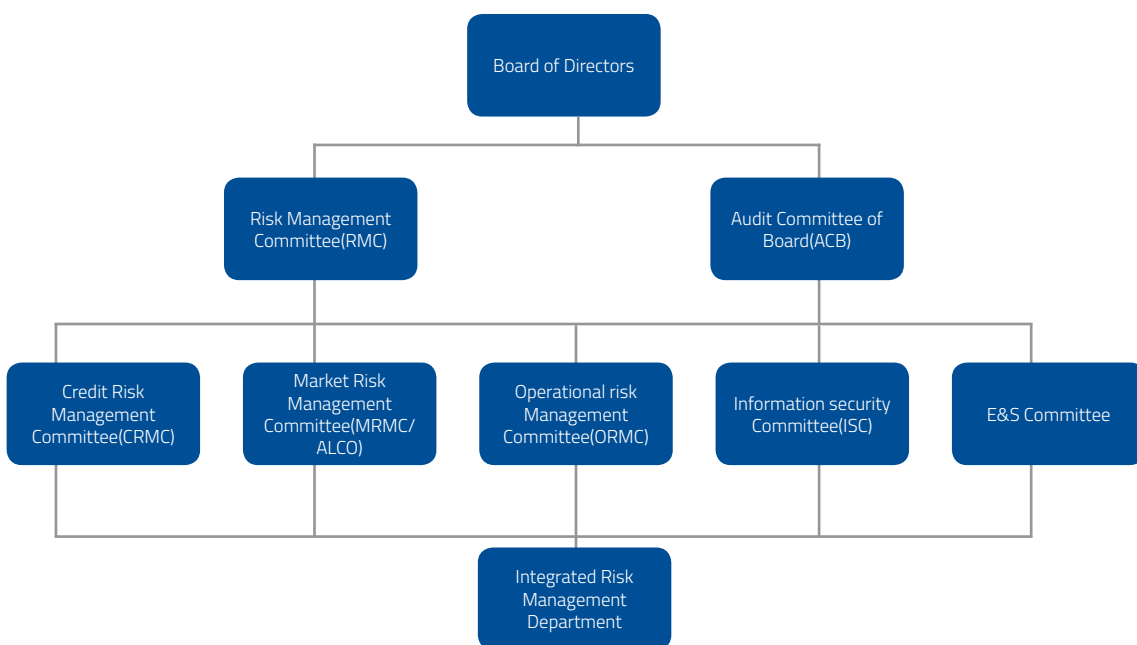 Board of Directors
Risk Management
Committee(RMC)
Audit Committee of
Board(ACB)
Credit Risk
Management
Committee(CRMC)
Market Risk
Management
Committee(MRMC/
ALCO)
Operational risk
Management
Committee(ORMC)
Information security
Committee(ISC)
E&S Committee
Integrated Risk
Management
Department